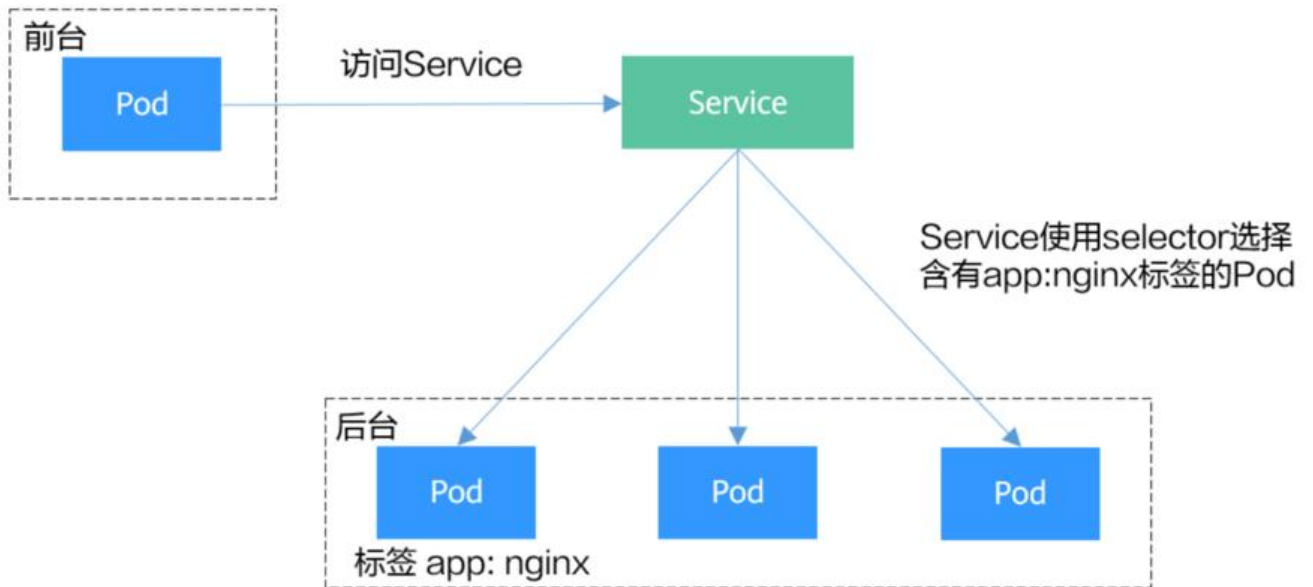 前台
Pod
访问Service
Service
Service使用selector选择
含有app:nginx标签的Pod
后台
Pod
Pod
Pod
标签 app: nginx